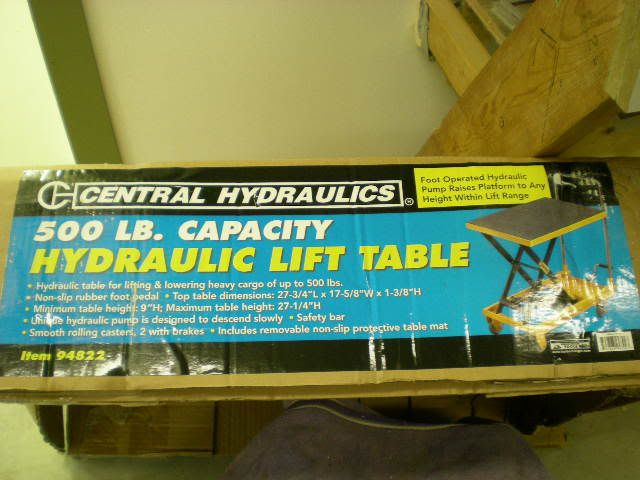 CENTRAL HYDRAULICS®
Foot Operated Hydraulic
Pump Raises Platform to Any
Height Within Lift Range
500 LB. CAPACITY
HYDRAULIC LIFT TABLE
• Hydraulic table for lifting & lowering heavy cargo of up to 500 lbs.
• Non-slip rubber foot pedal • Top table dimensions: 27-3/4"L x 17-5/8"W x 1-3/8"H
• Minimum table height: 9"H; Maximum table height: 27-1/4"H
• Unique hydraulic pump is designed to descend slowly • Safety bar
• Smooth rolling casters, 2 with brakes • Includes removable non-slip protective table mat
Item 94822